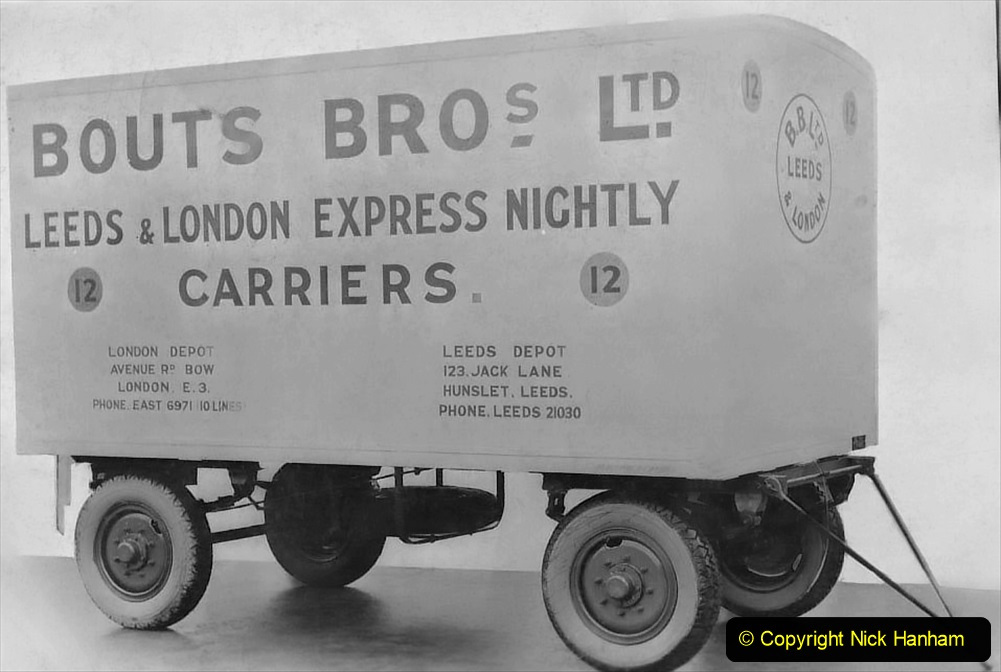 BOUTS BROS LTD.
LEEDS & LONDON EXPRESS NIGHTLY
CARRIERS.
12
12
LONDON DEPOT
AVENUE RD BOW
LONDON. E.3.
PHONE. EAST 6971 (10 LINES)
LEEDS DEPOT
123. JACK LANE
HUNSLET. LEEDS.
PHONE. LEEDS 21030
12
12
B.B. LTD.
LEEDS
& LONDON
© Copyright Nick Hanham